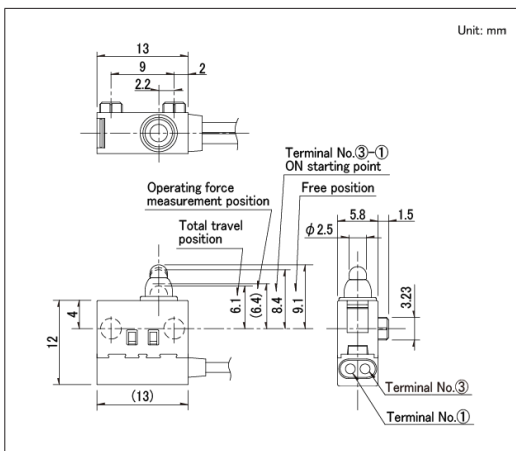 Unit: mm
13
9
2
2.2
Terminal No.③-①
ON starting point
Operating force
measurement position
Free position
Total travel
position
5.8
1.5
φ2.5
6.1
(6.4)
8.4
9.1
3.23
4
12
(13)
Terminal No.③
Terminal No.①